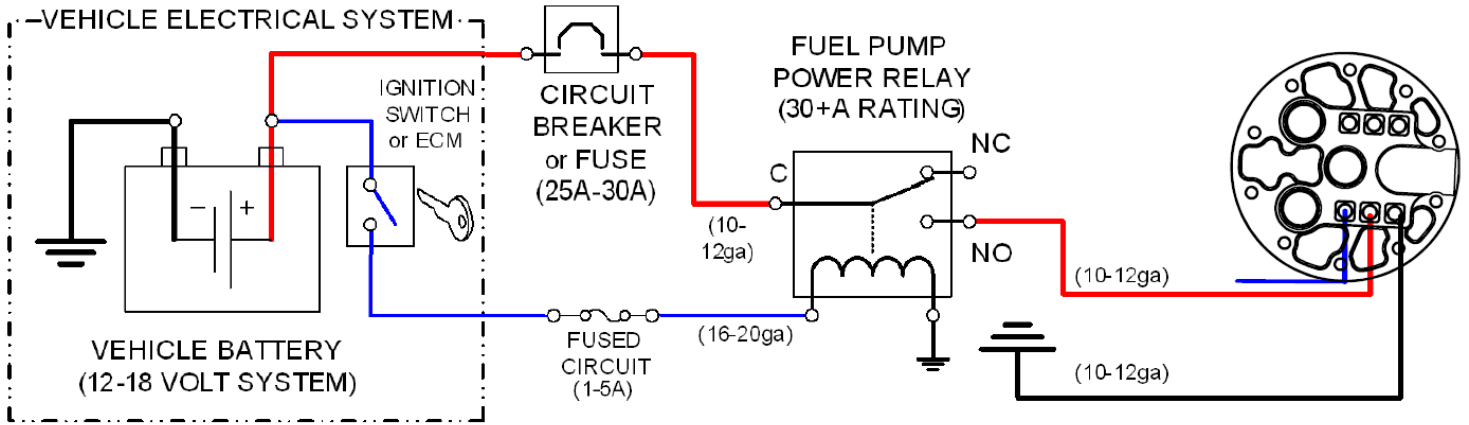 VEHICLE ELECTRICAL SYSTEM
IGNITION
SWITCH
or ECM
- +
VEHICLE BATTERY
(12-18 VOLT SYSTEM)
CIRCUIT
BREAKER
or FUSE
(25A-30A)
FUSED
CIRCUIT
(1-5A)
(16-20ga)
FUEL PUMP
POWER RELAY
(30+A RATING)
C
NC
NO
(10-
12ga)
(10-12ga)
(10-12ga)